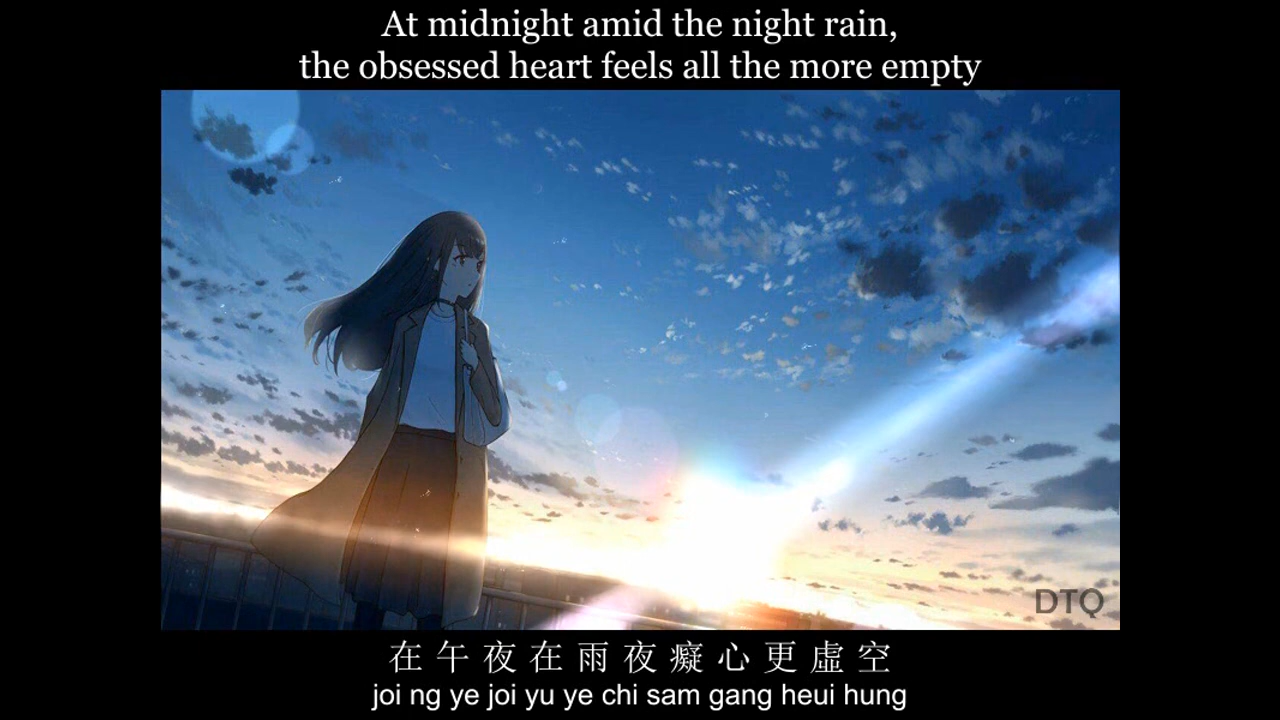 At midnight amid the night rain,
the obsessed heart feels all the more empty
DTQ
在午夜在雨夜癡心更虛空
joi ng ye joi yu ye chi sam gang heui hung